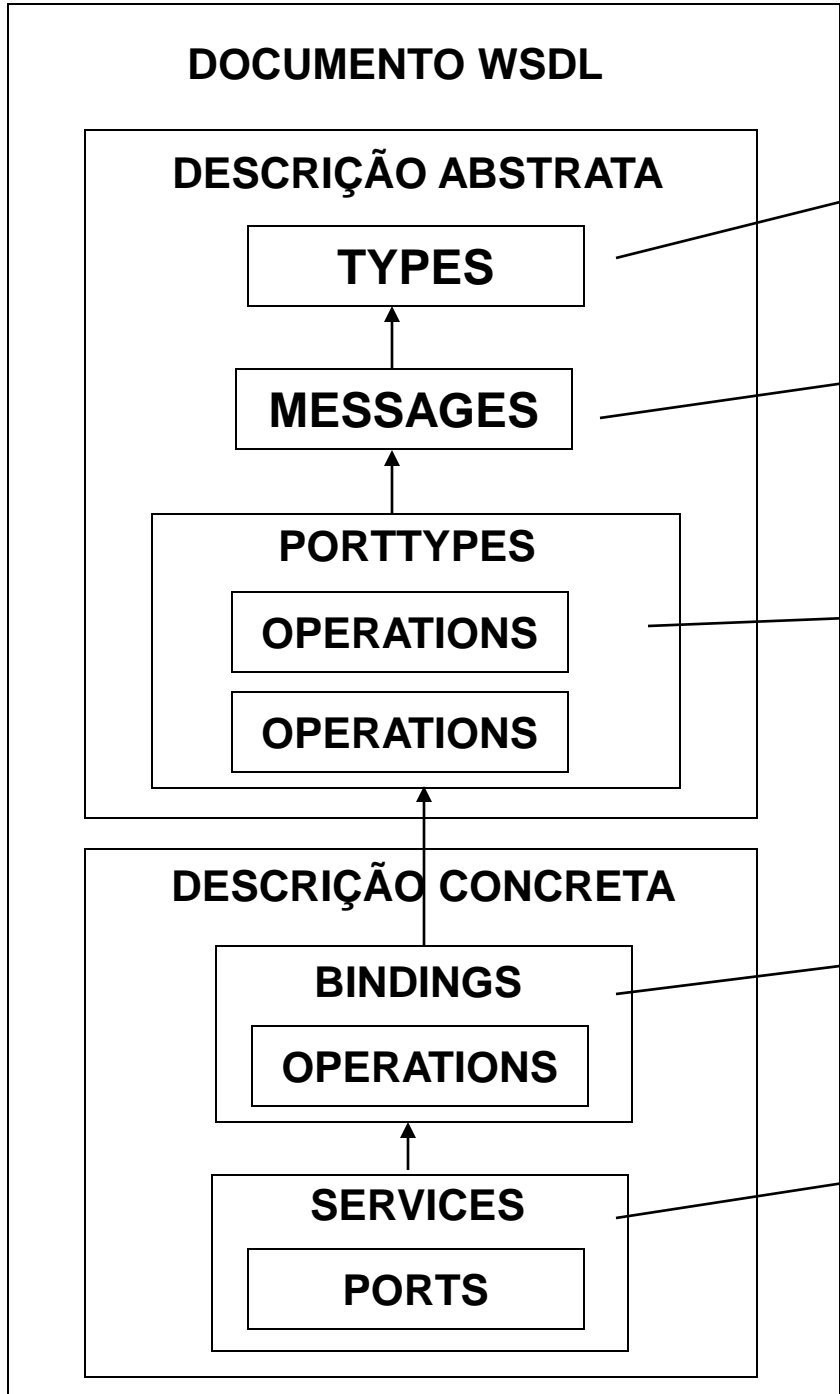 DOCUMENTO WSDL
DESCRIÇÃO ABSTRATA
TYPES
MESSAGES
PORTTYPES
OPERATIONS
OPERATIONS
DESCRIÇÃO CONCRETA
BINDINGS
OPERATIONS
SERVICES
PORTS